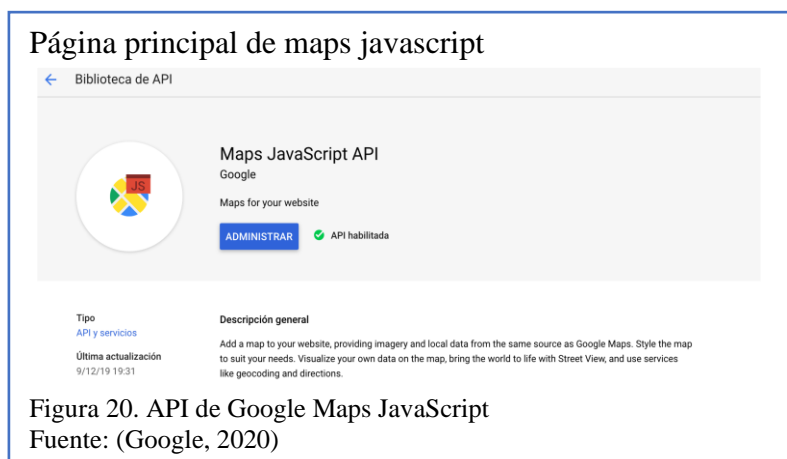 Página principal de maps javascript
Biblioteca de API
JS
Maps JavaScript API
Google
Maps for your website
ADMINISTRAR
API habilitada
Tipo
API y servicios
Última actualización
9/12/19 19:31
Descripción general
Add a map to your website, providing imagery and local data from the same source as Google Maps. Style the map
to suit your needs. Visualize your own data on the map, bring the world to life with Street View, and use services
like geocoding and directions.
Figura 20. API de Google Maps JavaScript
Fuente: (Google, 2020)